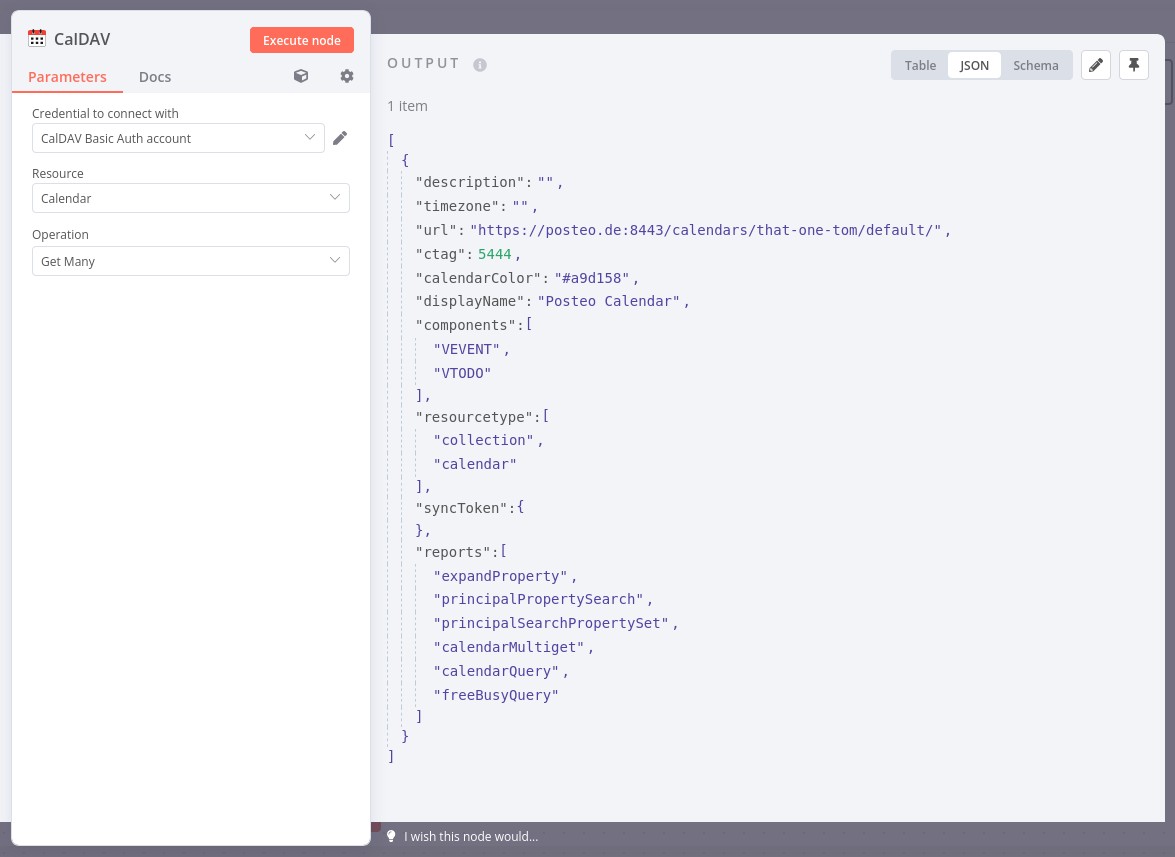 CalDAV
Execute node
Parameters
Docs
Credential to connect with
CalDAV Basic Auth account
Resource
Calendar
Operation
Get Many
OUTPUT
Table
JSON
Schema
1 item
[
{
"description": "",
"timezone": "",
"url": "https://posteo.de:8443/calendars/that-one-tom/default/",
"ctag": 5444,
"calendarColor": "#a9d158",
"displayName": "Posteo Calendar",
"components":[
"VEVENT",
"VTODO"
],
"resourcetype":[
"collection",
"calendar"
],
"syncToken":{
},
"reports":[
"expandProperty",
"principalPropertySearch",
"principalSearchPropertySet",
"calendarMultiget",
"calendarQuery",
"freeBusyQuery"
]
}
]
I wish this node would...